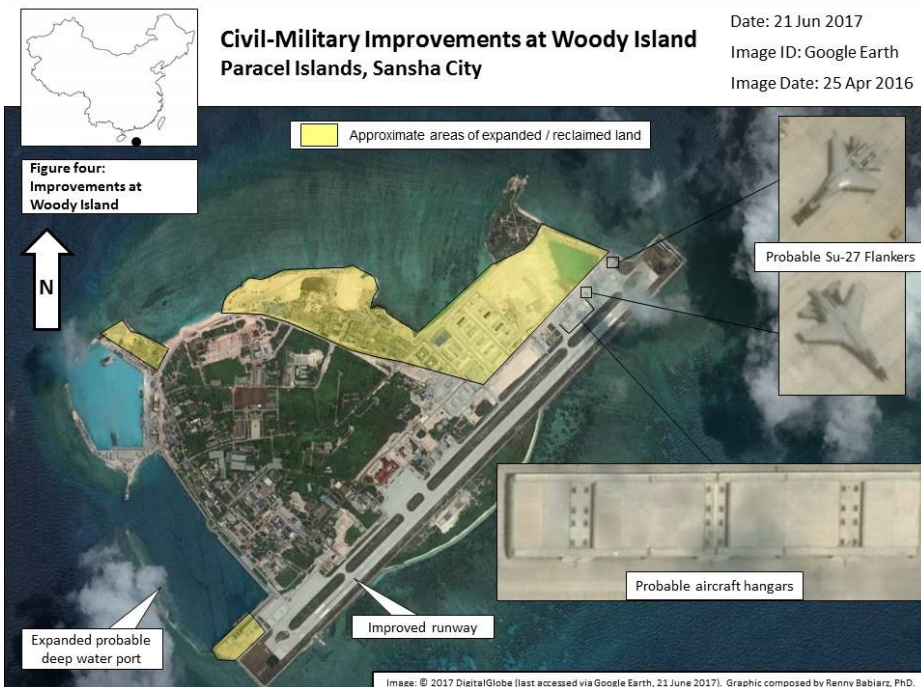 Civil-Military Improvements at Woody Island
Paracel Islands, Sansha City
Date: 21 Jun 2017
Image ID: Google Earth
Image Date: 25 Apr 2016
Approximate areas of expanded / reclaimed land
Figure four:
Improvements at
Woody Island
N
Probable Su-27 Flankers
Probable aircraft hangars
Improved runway
Expanded probable
deep water port
Image: © 2017 DigitalGlobe (last accessed via Google Earth, 21 June 2017). Graphic composed by Renny Babiarz, PhD.